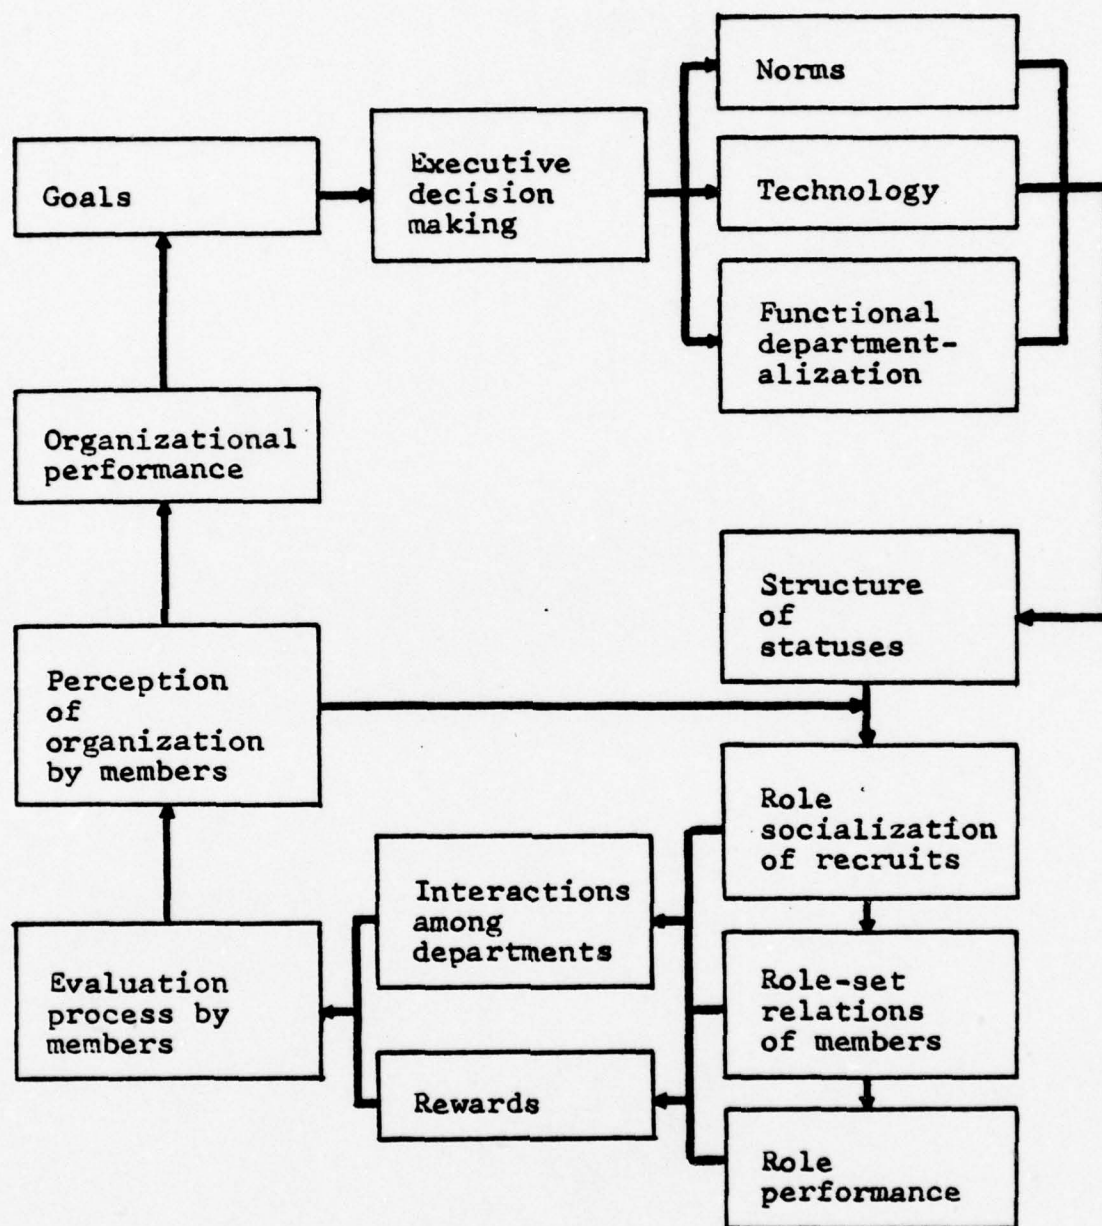 Norms
Goals
Executive
decision
making
Technology
Functional
department-
alization
Organizational
performance
Structure
of
statuses
Perception
of
organization
by members
Role
socialization
of recruits
Interactions
among
departments
Evaluation
process by
members
Role-set
relations
of members
Rewards
Role
performance